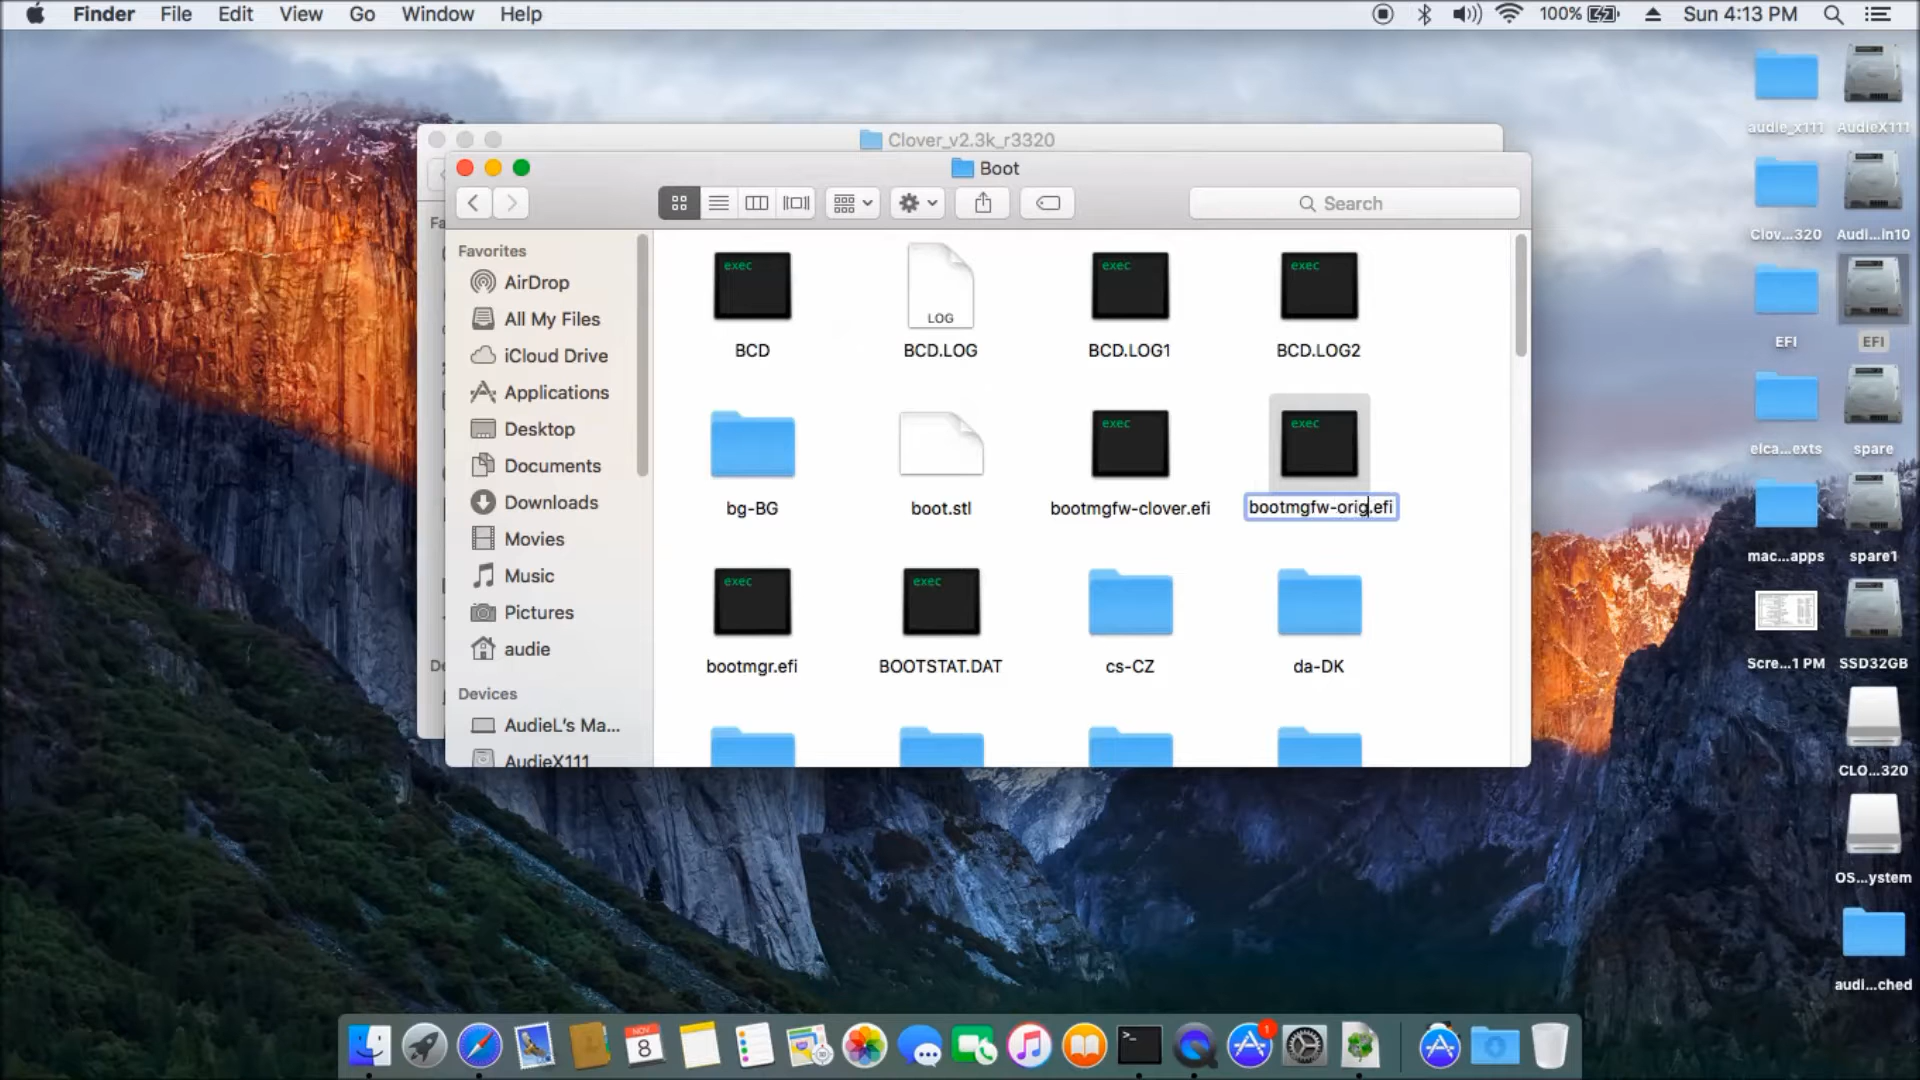 Finder File Edit View Go Window Help
100% Sun 4:13 PM
Clover_v2.3k_r3320
Boot
Search
Fa
Favorites
AirDrop
All My Files
iCloud Drive
Applications
Desktop
Documents
Downloads
Movies
Music
Pictures
audie
De
Devices
AudieL's Ma...
AudieX111
exec
BCD
LOG
BCD.LOG
exec
BCD.LOG1
exec
BCD.LOG2
bg-BG
boot.stl
exec
bootmgfw-clover.efi
exec
bootmgfw-orig.efi
exec
bootmgr.efi
exec
BOOTSTAT.DAT
cs-CZ
da-DK
audie_x111 AudieX111
Clov...320 Audi...in10
EFI EFI
elca...exts spare
mac...apps spare1
Scre...1 PM SSD32GB
CLO...320
OS...ystem
audi...ched
NOV
8
1